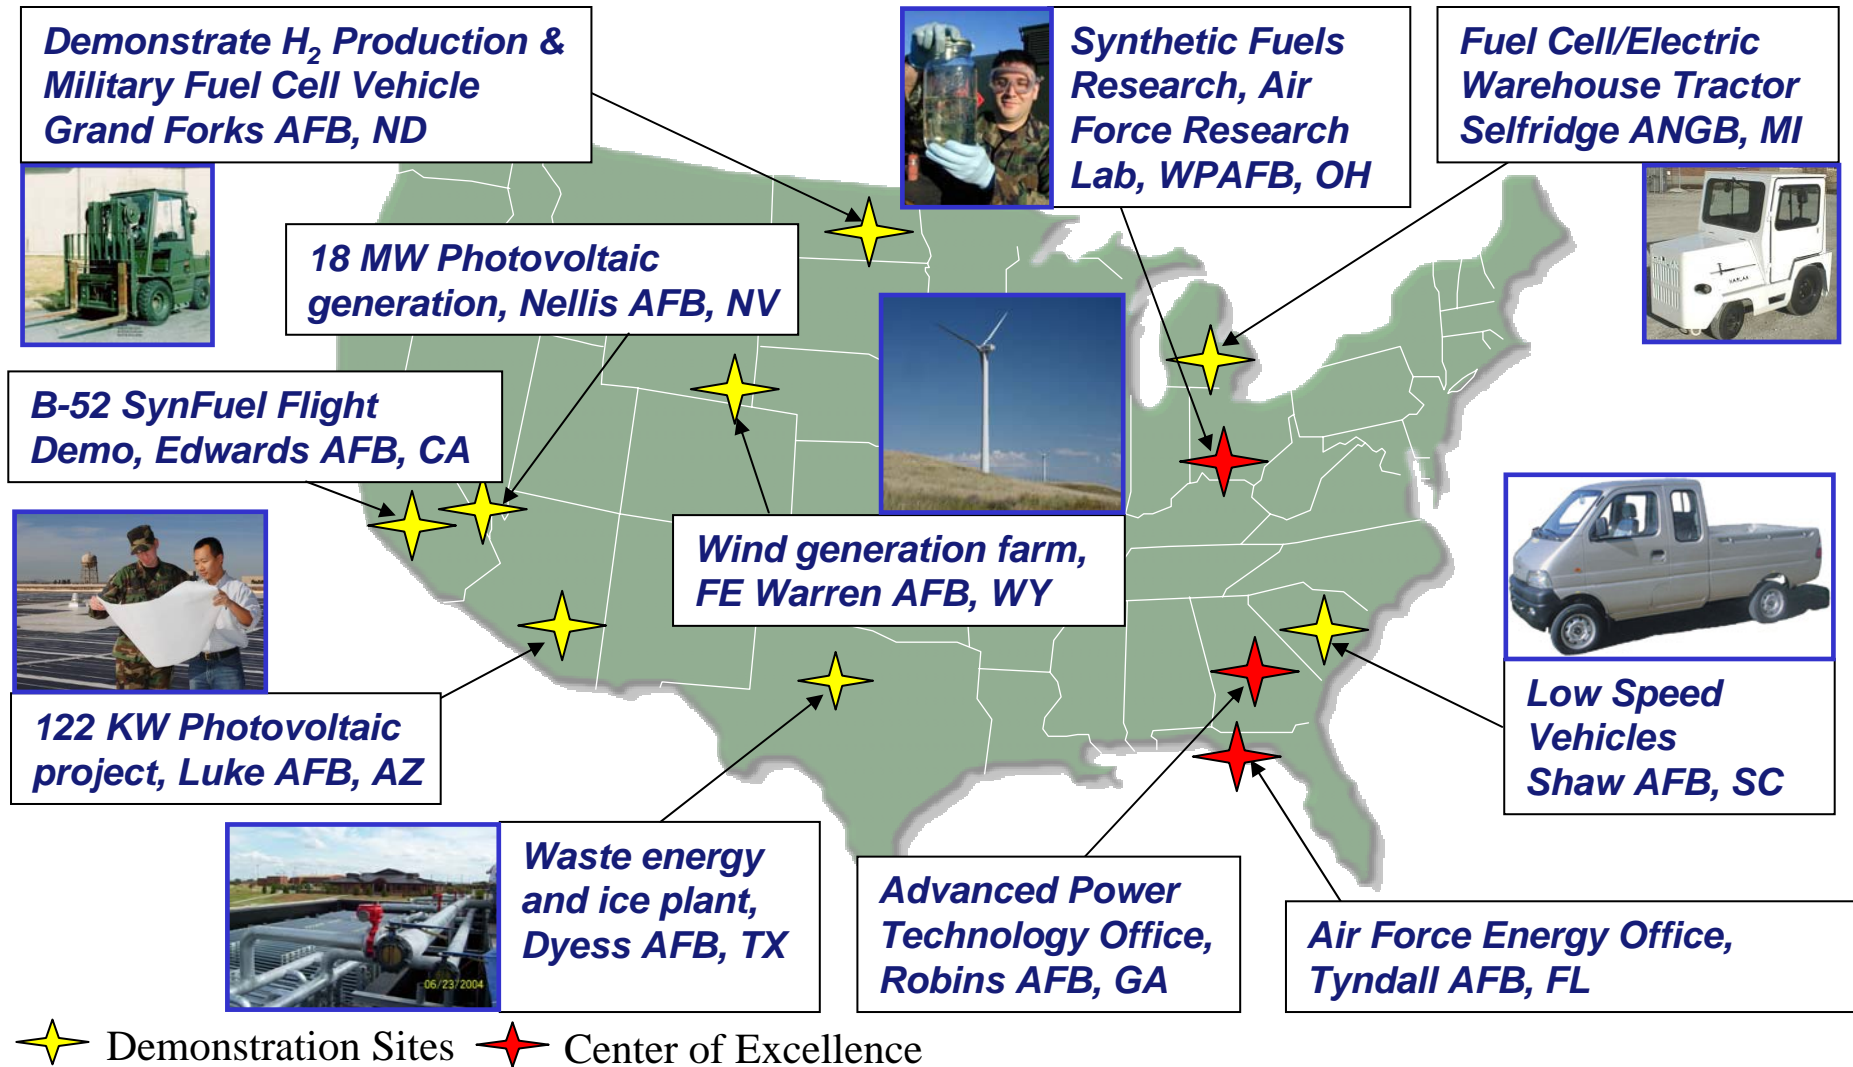 Demonstrate H2 Production &
Military Fuel Cell Vehicle
Grand Forks AFB, ND
Synthetic Fuels
Research, Air
Force Research
Lab, WPAFB, OH
Fuel Cell/Electric
Warehouse Tractor
Selfridge ANGB, MI
18 MW Photovoltaic
generation, Nellis AFB, NV
B-52 SynFuel Flight
Demo, Edwards AFB, CA
Wind generation farm,
FE Warren AFB, WY
122 KW Photovoltaic
project, Luke AFB, AZ
Low Speed
Vehicles
Shaw AFB, SC
Waste energy
and ice plant,
Dyess AFB, TX
06/23/2004
Advanced Power
Technology Office,
Robins AFB, GA
Air Force Energy Office,
Tyndall AFB, FL
Demonstration Sites
Center of Excellence